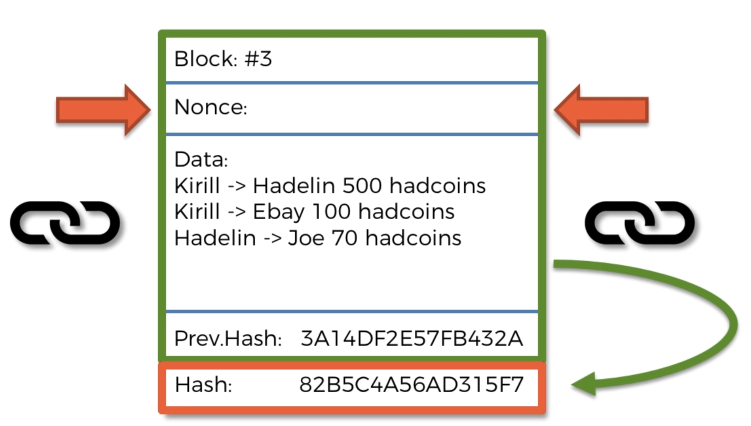 Block: #3
Nonce:
Data:
Kirill -> Hadelin 500 hadcoins
Kirill -> Ebay 100 hadcoins
Hadelin -> Joe 70 hadcoins
Prev.Hash: 3A14DF2E57FB432A
Hash: 82B5C4A56AD315F7